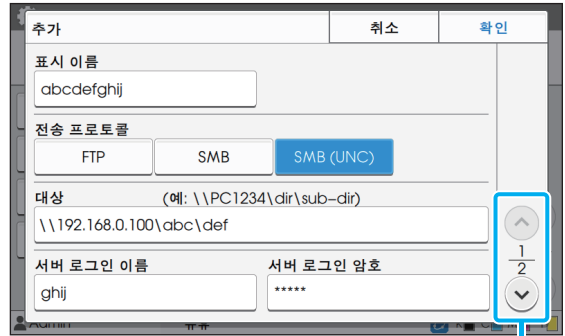 추가 취소 확인
표시 이름
abcdefghij
전송 프로토콜
FTP SMB SMB (UNC)
대상 (예: \\PC1234\dir\sub-dir)
\\192.168.0.100\abc\def
1
2
서버 로그인 이름 서버 로그인 암호
ghij *****
Admin